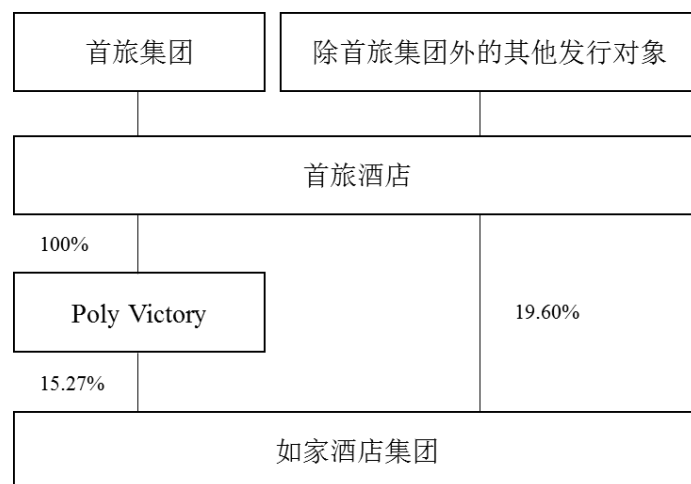 首旅集团
除首旅集团外的其他发行对象
首旅酒店
100%
Poly Victory
19.60%
15.27%
如家酒店集团